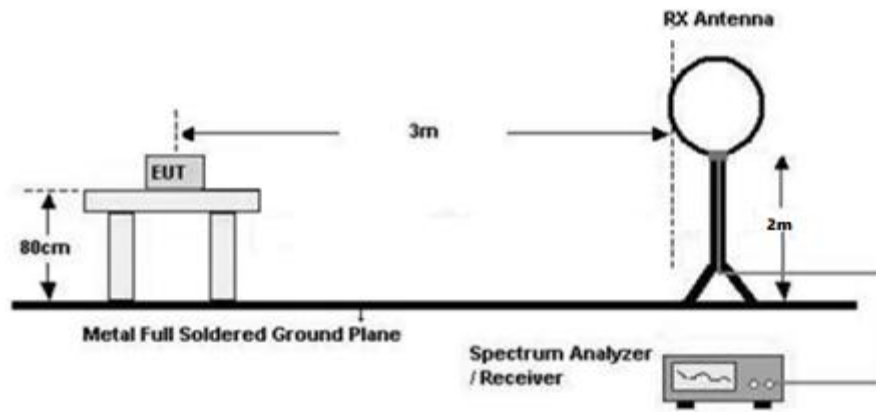 RX Antenna
3m
EUT
80cm
2m
Metal Full Soldered Ground Plane
Spectrum Analyzer
/ Receiver